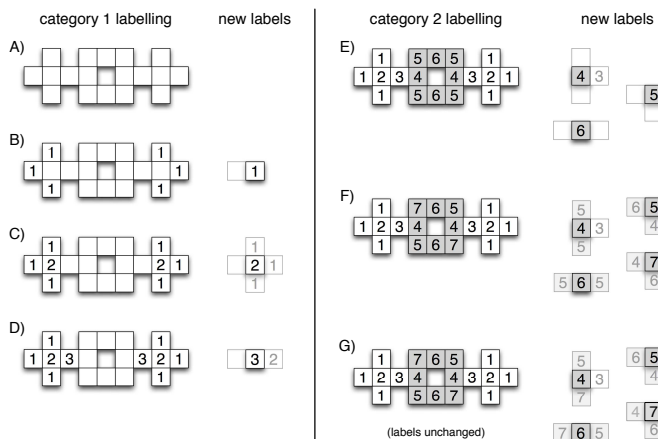 category 1 labelling new labels
A)
B)
1 1
1 1 1
1 1
C)
1 1 1
1 2 2 1 2 1
1 1 1
D)
1 1
1 2 3 3 2 1 3 2
1 1
category 2 labelling new labels
E)
1 5 6 5 1
1 2 3 4 4 3 2 1 4 3
1 5 6 5 1 5
6
F)
1 7 6 5 1 5 6 5
1 2 3 4 4 3 2 1 4 3 4
1 5 6 7 1 5
4 7
5 6 5 6
G)
1 7 6 5 1 5 6 5
1 2 3 4 4 3 2 1 4 3 4
1 5 6 7 1 7
4 7
(labels unchanged)
7 6 5 6